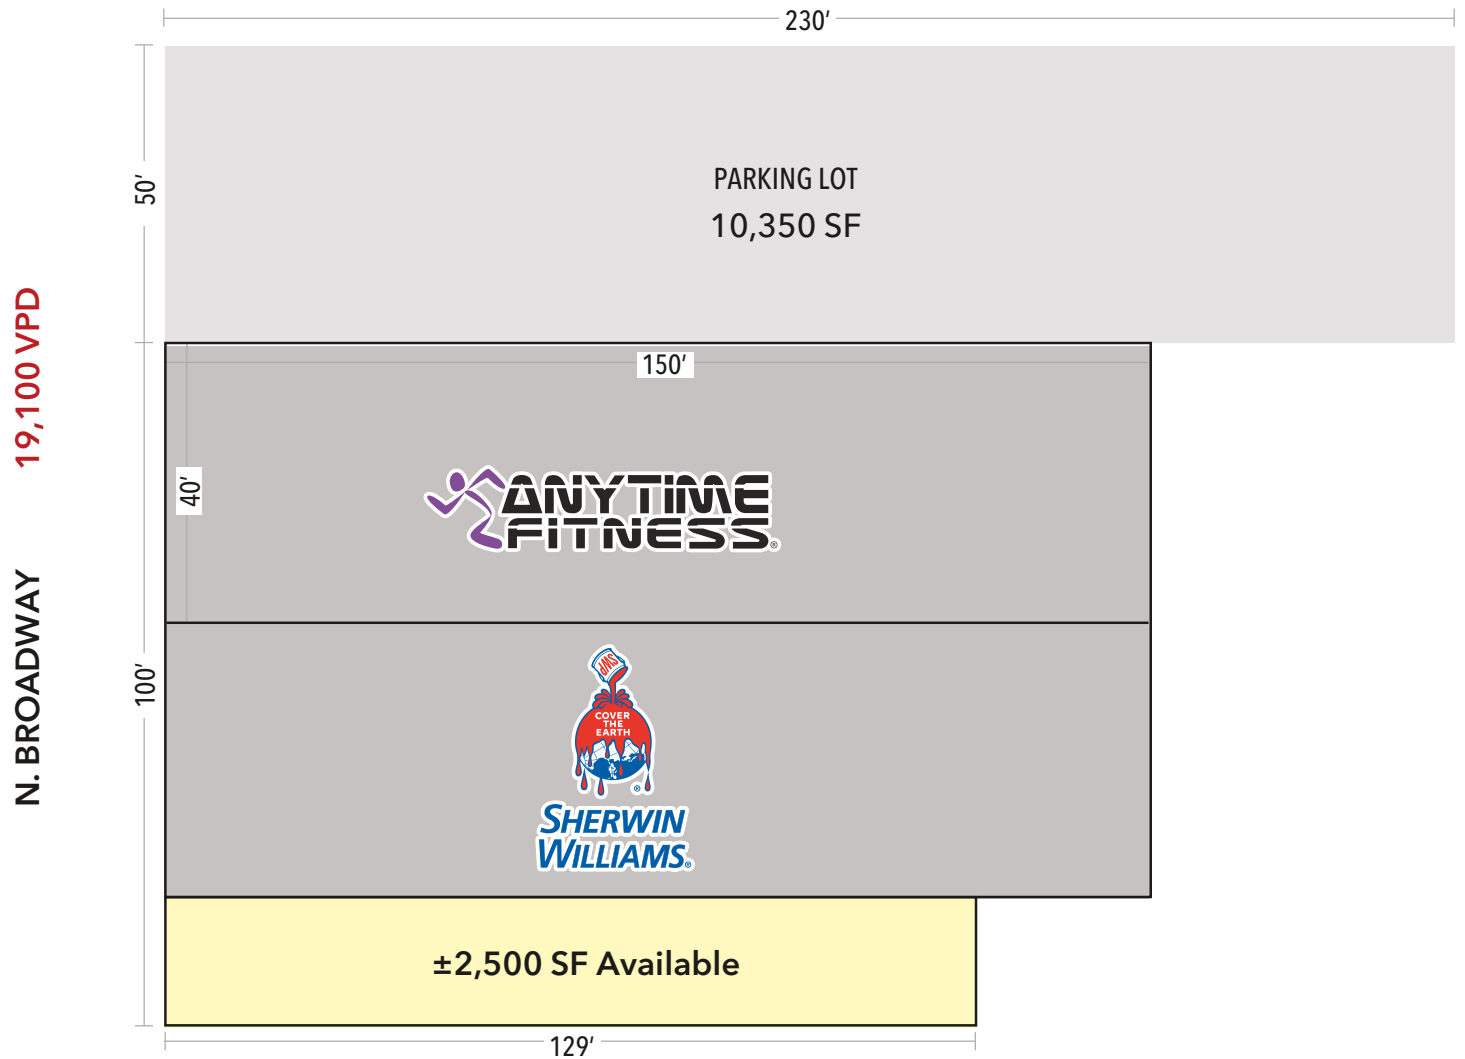 230'
50'
PARKING LOT
10,350 SF
19,100 VPD
150'
40'
ANYTIME
FITNESS®
N. BROADWAY
100'
SWP
COVER
THE
EARTH
®
SHERWIN
WILLIAMS®
±2,500 SF Available
129'